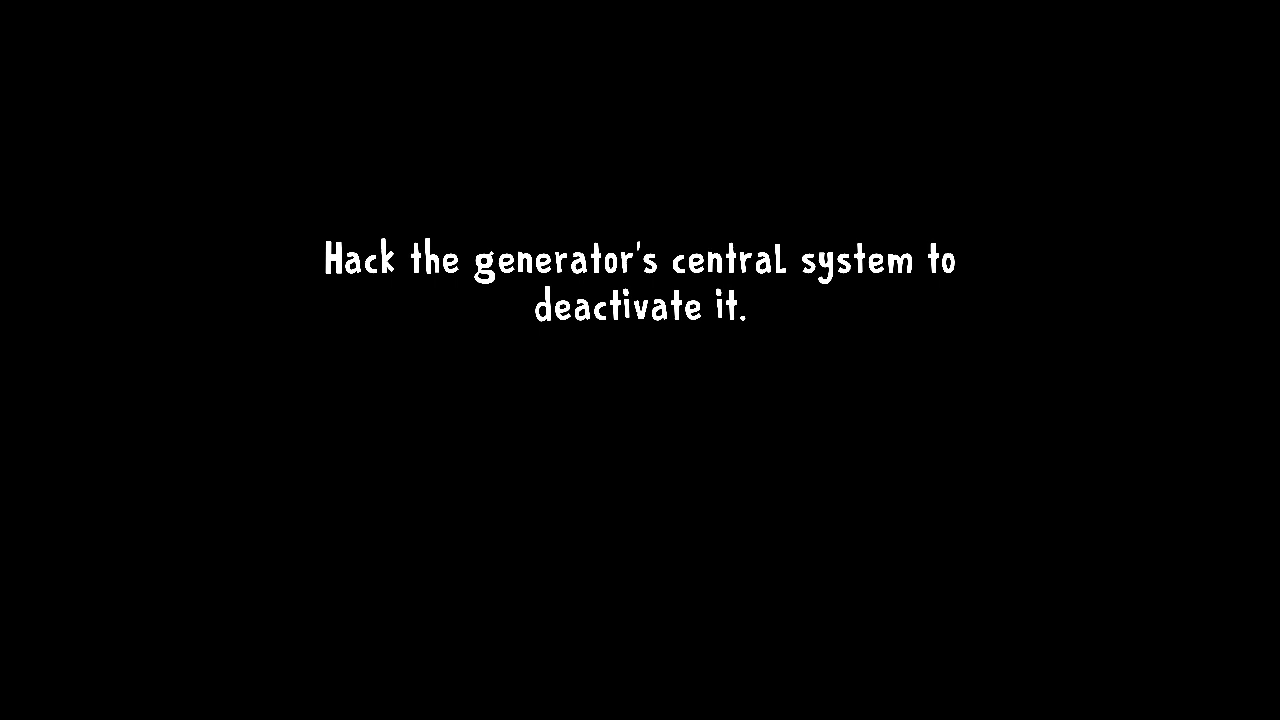 Hack the generator's central system to
deactivate it.